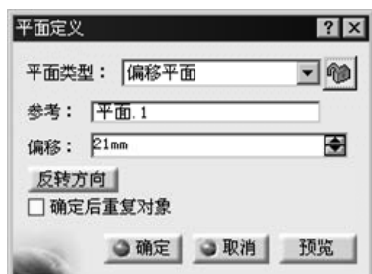 平面定义
平面类型： 偏移平面
参考： 平面.1
偏移： 21mm
反转方向
确定后重复对象
确定 取消 预览